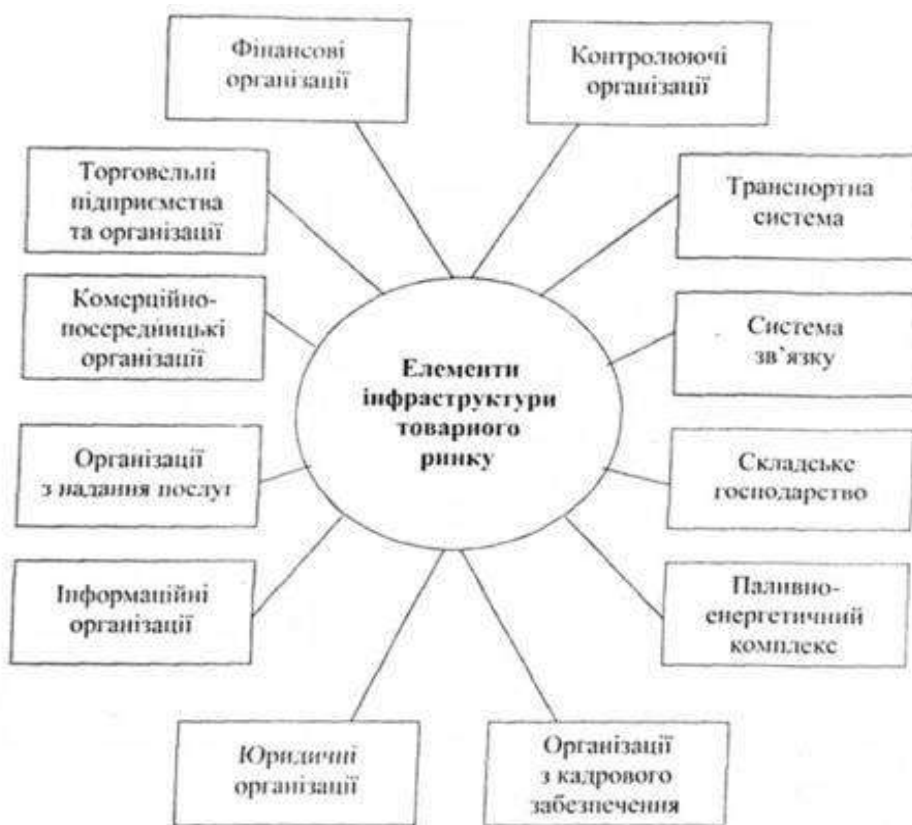 Фінансові
організації
Контролюючі
організації
Торговельні
підприємства
та організації
Транспортна
система
Комерційно-
посередницькі
організації
Система
зв’язку
Елементи
інфраструктури
товарного
ринку
Організації
з надання послуг
Складське
господарство
Інформаційні
організації
Паливно-
енергетичний
комплекс
Юридичні
організації
Організації
з кадрового
забезпечення